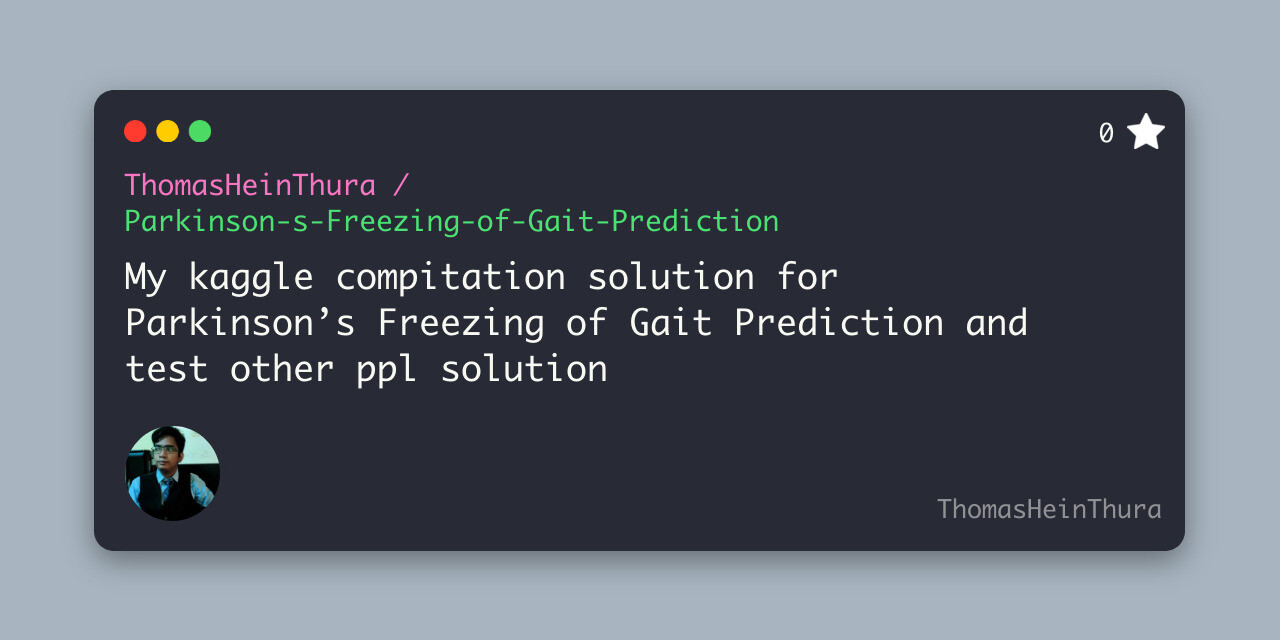 0
ThomasHeinThura /
Parkinson-s-Freezing-of-Gait-Prediction
My kaggle compitation solution for
Parkinson’s Freezing of Gait Prediction and
test other ppl solution
ThomasHeinThura